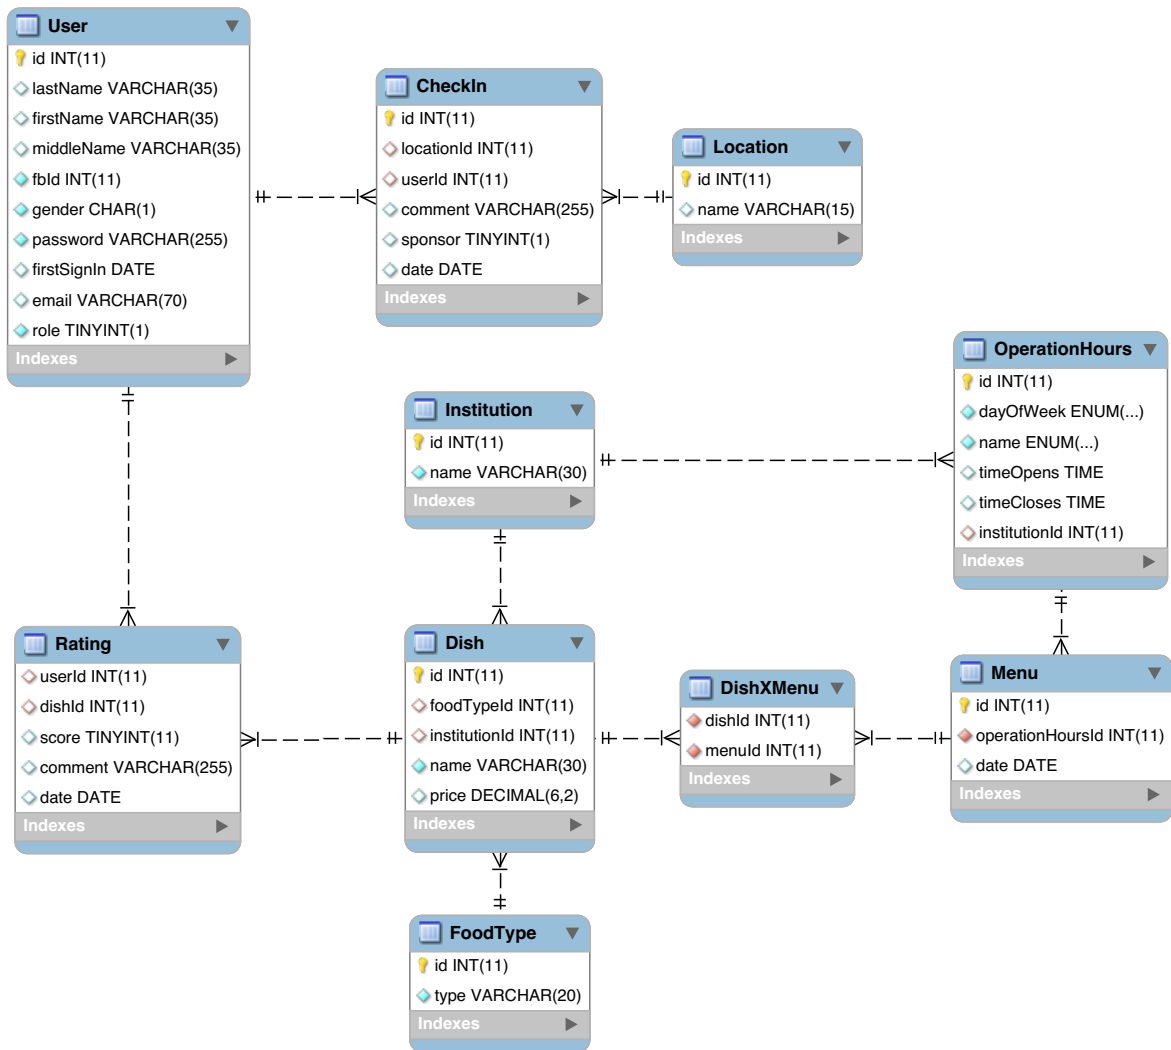 User
id INT(11)
lastName VARCHAR(35)
firstName VARCHAR(35)
middleName VARCHAR(35)
fbId INT(11)
gender CHAR(1)
password VARCHAR(255)
firstSignIn DATE
email VARCHAR(70)
role TINYINT(1)
Indexes
CheckIn
id INT(11)
locationId INT(11)
userId INT(11)
comment VARCHAR(255)
sponsor TINYINT(1)
date DATE
Indexes
Location
id INT(11)
name VARCHAR(15)
Indexes
Institution
id INT(11)
name VARCHAR(30)
Indexes
OperationHours
id INT(11)
dayOfWeek ENUM(...)
name ENUM(...)
timeOpens TIME
timeCloses TIME
institutionId INT(11)
Indexes
Rating
userId INT(11)
dishId INT(11)
score TINYINT(11)
comment VARCHAR(255)
date DATE
Indexes
Dish
id INT(11)
foodTypeId INT(11)
institutionId INT(11)
name VARCHAR(30)
price DECIMAL(6,2)
Indexes
DishXMenu
dishId INT(11)
menuId INT(11)
Indexes
Menu
id INT(11)
operationHoursId INT(11)
date DATE
Indexes
FoodType
id INT(11)
type VARCHAR(20)
Indexes